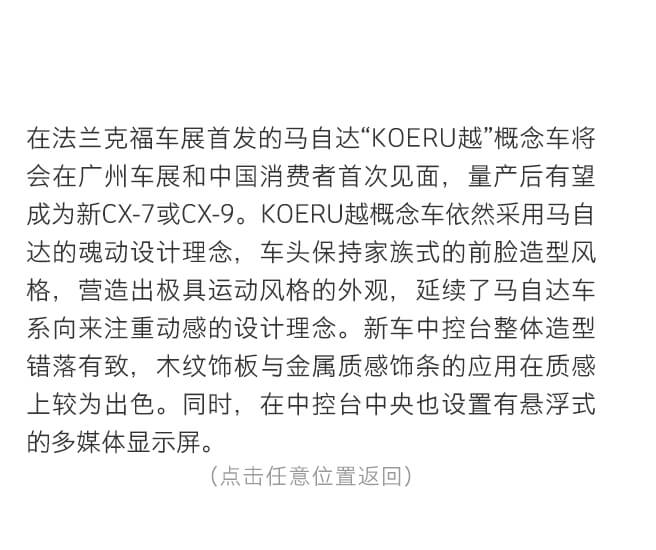 在法兰克福车展首发的马自达“KOERU越”概念车将
会在广州车展和中国消费者首次见面，量产后有望
成为新CX-7或CX-9。KOERU越概念车依然采用马自
达的魂动设计理念，车头保持家族式的前脸造型风
格，营造出极具运动风格的外观，延续了马自达车
系向来注重动感的设计理念。新车中控台整体造型
错落有致，木纹饰板与金属质感饰条的应用在质感
上较为出色。同时，在中控台中央也设置有悬浮式
的多媒体显示屏。
（点击任意位置返回）